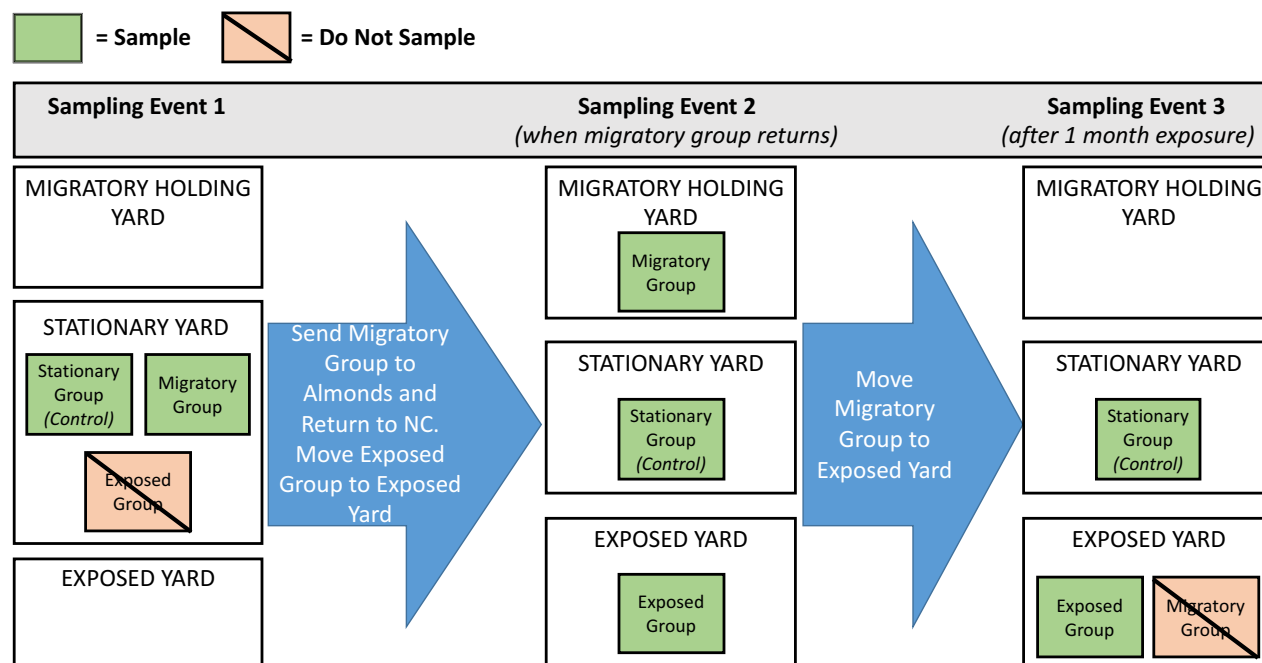 = Sample
= Do Not Sample
Sampling Event 1
Sampling Event 2
(when migratory group returns)
Sampling Event 3
(after 1 month exposure)
MIGRATORY HOLDING
YARD
STATIONARY YARD
Stationary
Group
(Control)
Migratory
Group
Exposed
Group
EXPOSED YARD
Send Migratory
Group to
Almonds and
Return to NC.
Move Exposed
Group to Exposed
Yard
MIGRATORY HOLDING
YARD
Migratory
Group
STATIONARY YARD
Stationary
Group
(Control)
EXPOSED YARD
Exposed
Group
Move
Migratory
Group to
Exposed Yard
MIGRATORY HOLDING
YARD
STATIONARY YARD
Stationary
Group
(Control)
EXPOSED YARD
Exposed
Group
Migratory
Group